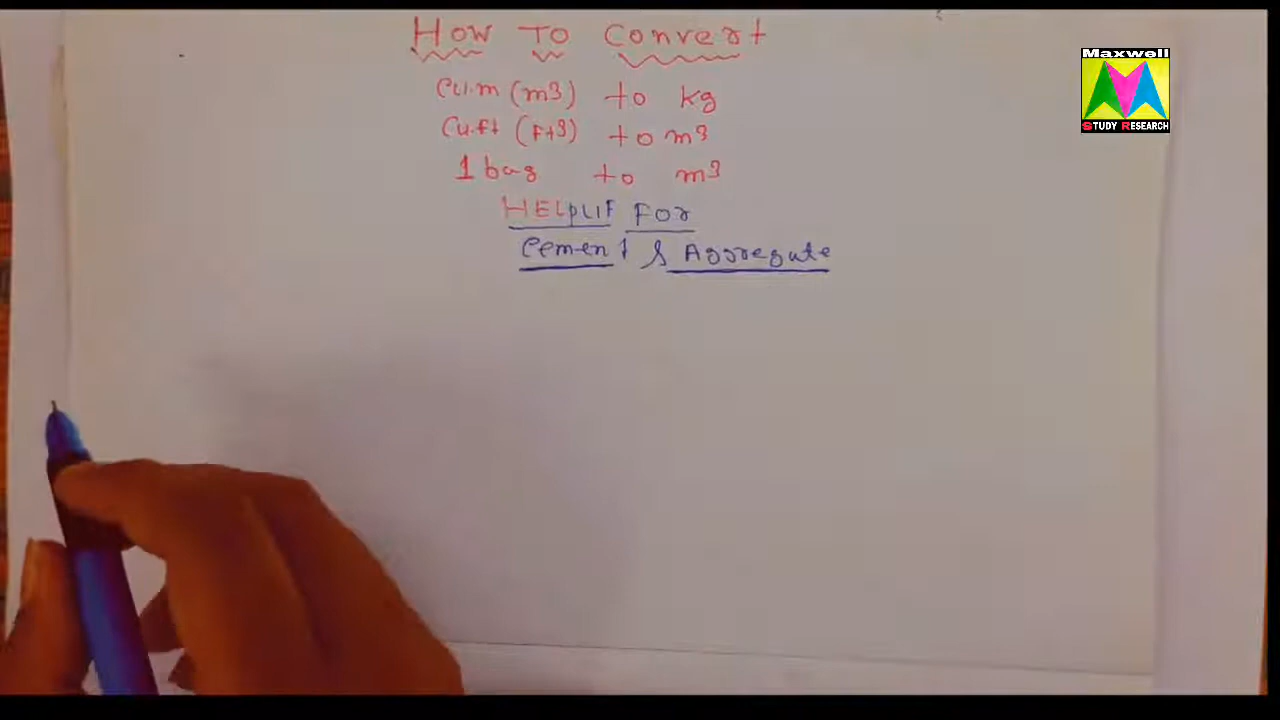 How To Convert
Cu.m (m3) to kg
Cu.ft (ft3) to m3
1 bag to m3
HELpUF For
Cement & Aggregate
Maxwell
STUDY RESEARCH